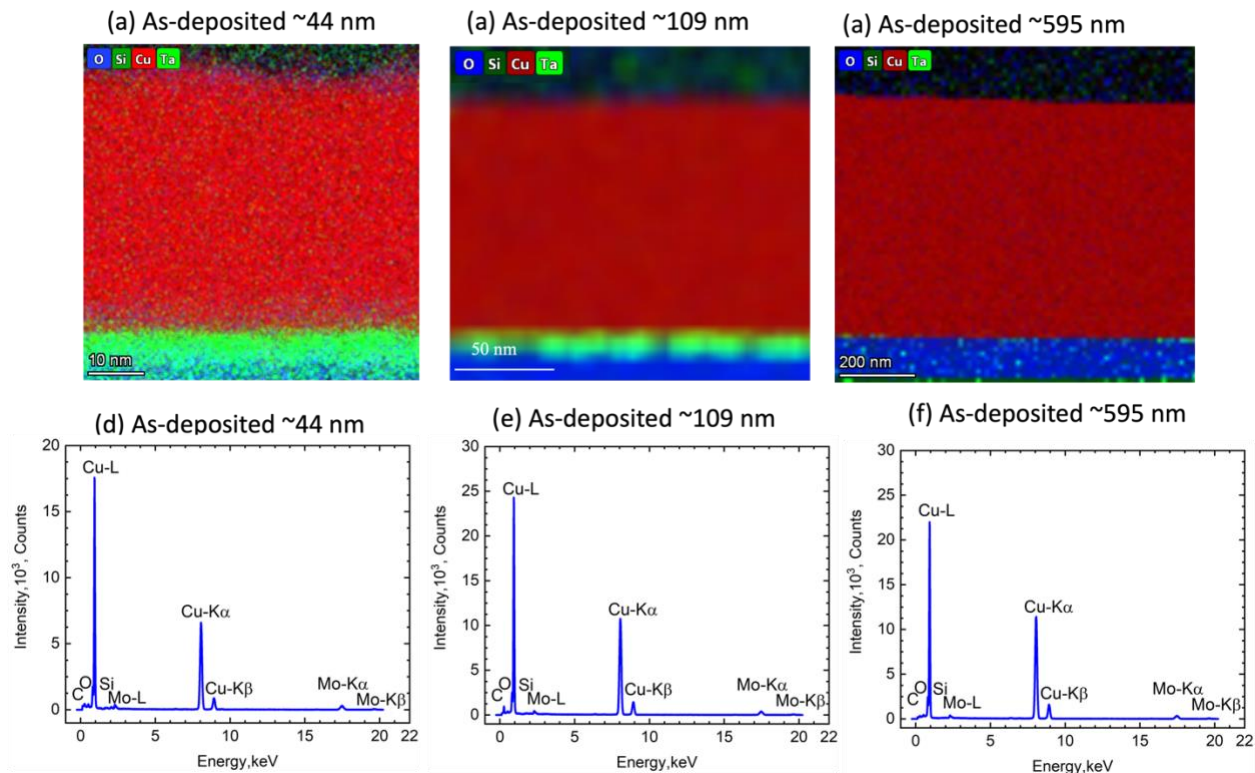 (a) As-deposited ~44 nm
(a) As-deposited ~109 nm
(a) As-deposited ~595 nm
O Si Cu Ta
O Si Cu Ta
O Si Cu Ta
10 nm
50 nm
200 nm
(d) As-deposited ~44 nm
(e) As-deposited ~109 nm
(f) As-deposited ~595 nm
20
15
10
5
0
Intensity,10³, Counts
Cu-L
Cu-Kα
C
O
Si
Mo-L
Cu-Kβ
Mo-Kα
Mo-Kβ
0 5 10 15 20 22
Energy,keV
30
25
20
15
10
5
0
Intensity,10³, Counts
Cu-L
Cu-Kα
C
O
Si
Mo-L
Cu-Kβ
Mo-Kα
Mo-Kβ
0 5 10 15 20 22
Energy,keV
30
25
20
15
10
5
0
Intensity,10³, Counts
Cu-L
Cu-Kα
C
O
Si
Mo-L
Cu-Kβ
Mo-Kα
Mo-Kβ
0 5 10 15 20 22
Energy,keV